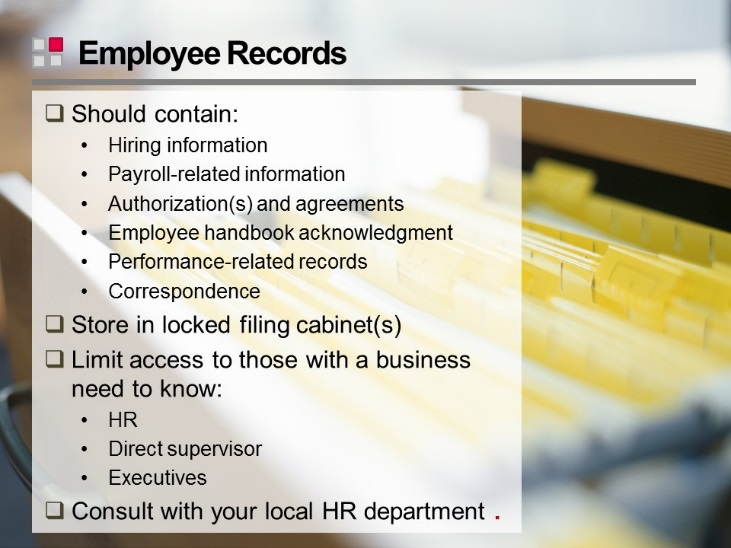 Employee Records
❑ Should contain:
• Hiring information
• Payroll-related information
• Authorization(s) and agreements
• Employee handbook acknowledgment
• Performance-related records
• Correspondence
❑ Store in locked filing cabinet(s)
❑ Limit access to those with a business
need to know:
• HR
• Direct supervisor
• Executives
❑ Consult with your local HR department .